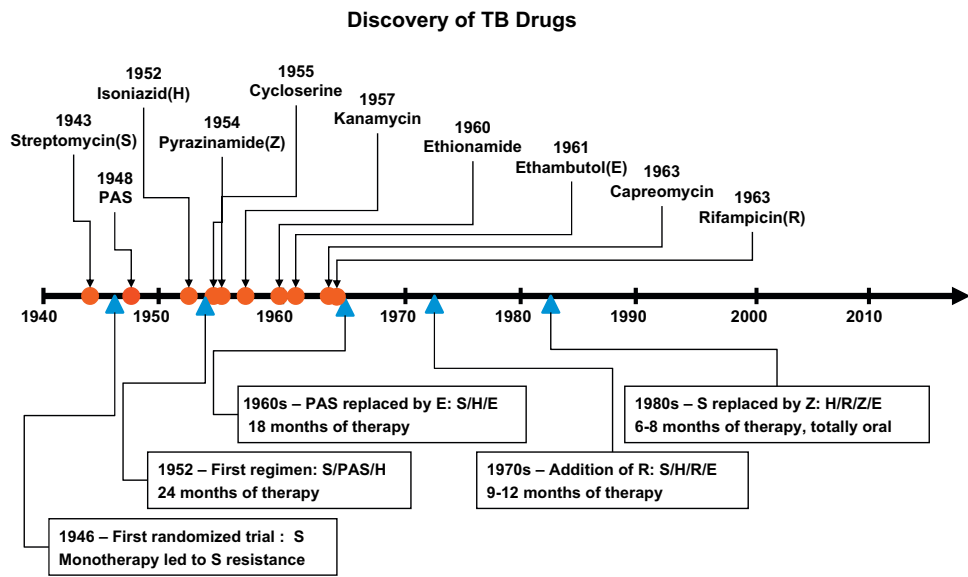 Discovery of TB Drugs
1943
Streptomycin(S)
1948
PAS
1952
Isoniazid(H)
1954
Pyrazinamide(Z)
1955
Cycloserine
1957
Kanamycin
1960
Ethionamide
1961
Ethambutol(E)
1963
Capreomycin
1963
Rifampicin(R)
1940
1950
1960
1970
1980
1990
2000
2010
1960s – PAS replaced by E: S/H/E
18 months of therapy
1980s – S replaced by Z: H/R/Z/E
6-8 months of therapy, totally oral
1952 – First regimen: S/PAS/H
24 months of therapy
1970s – Addition of R: S/H/R/E
9-12 months of therapy
1946 – First randomized trial : S
Monotherapy led to S resistance